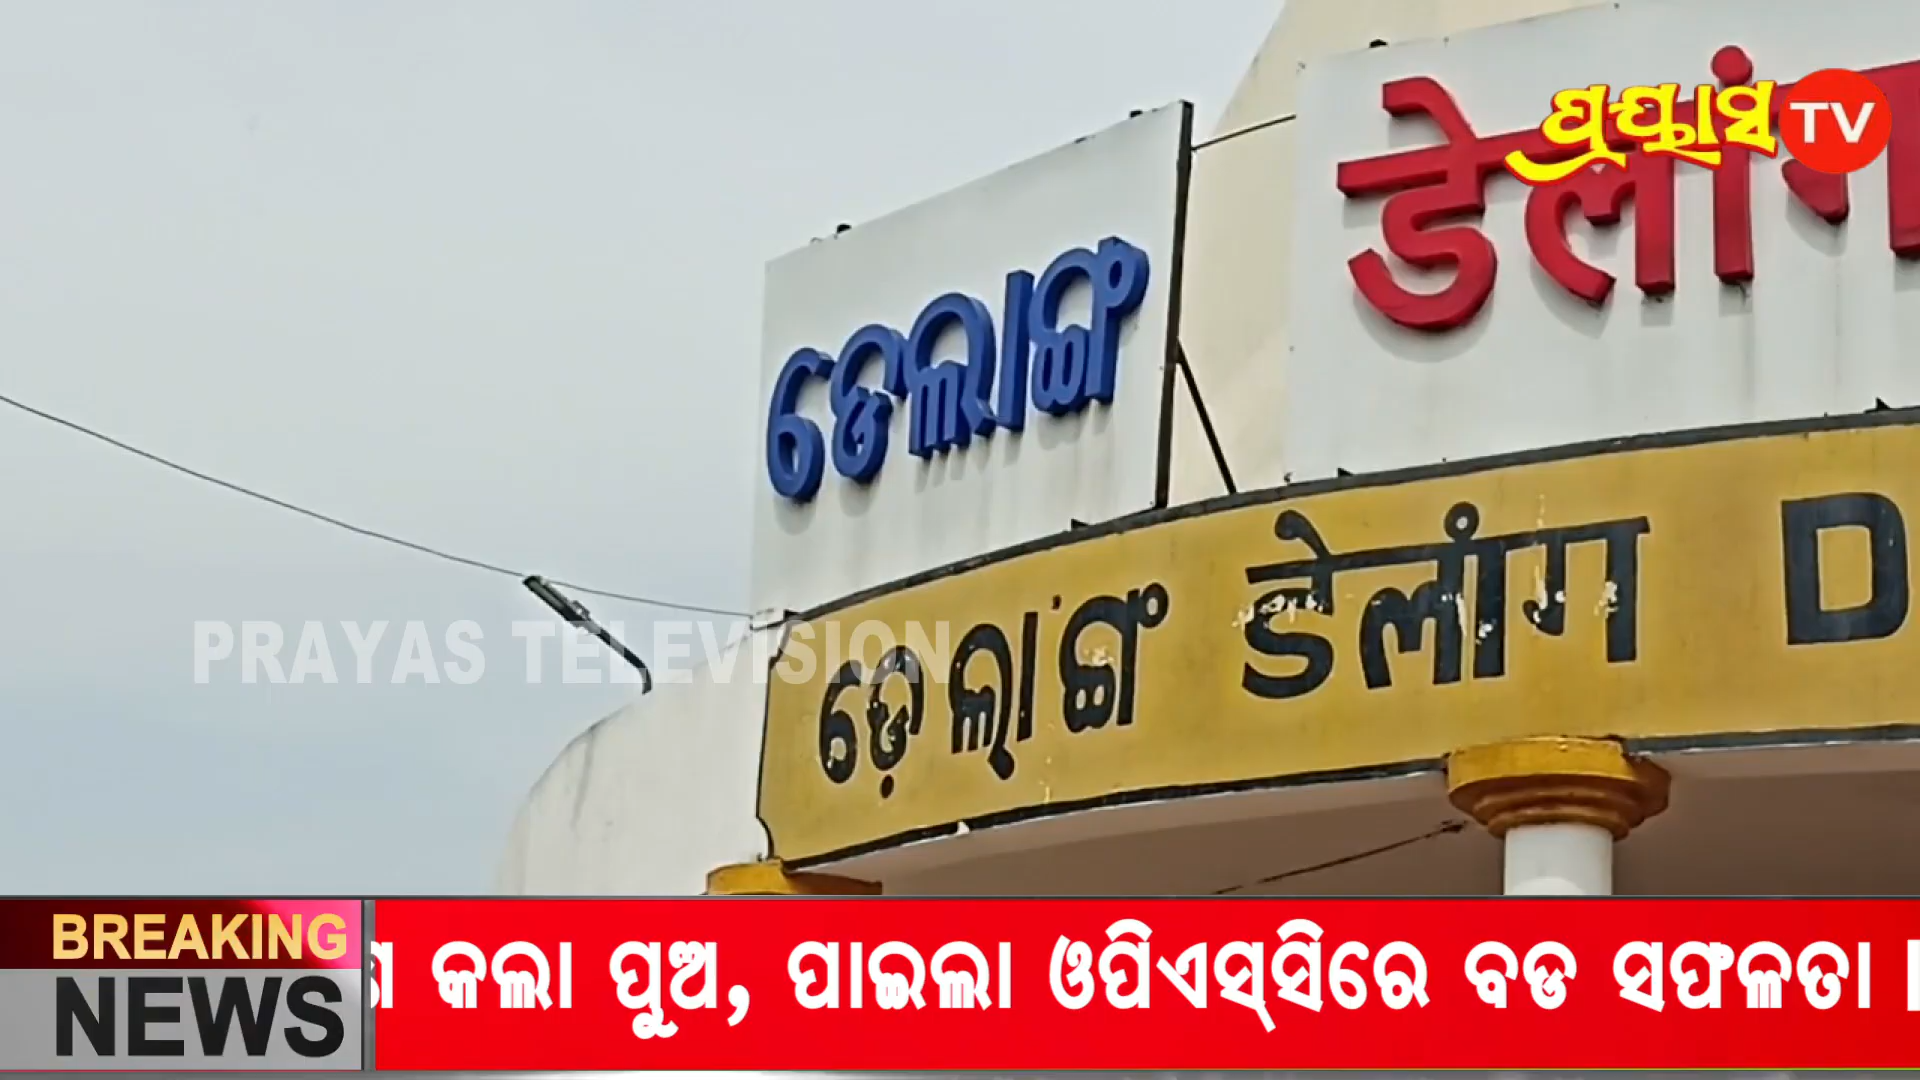 ପ୍ରୟାସ TV
डेलांग
ଡେଲାଙ୍ଗ
ଡ଼େଲାଙ୍ଗ डेलांग D
PRAYAS TELEVISION
BREAKING
NEWS
କଲା ପୁଅ, ପାଇଲା ଓପିଏସ୍‌ସିରେ ବଡ ସଫଳତା